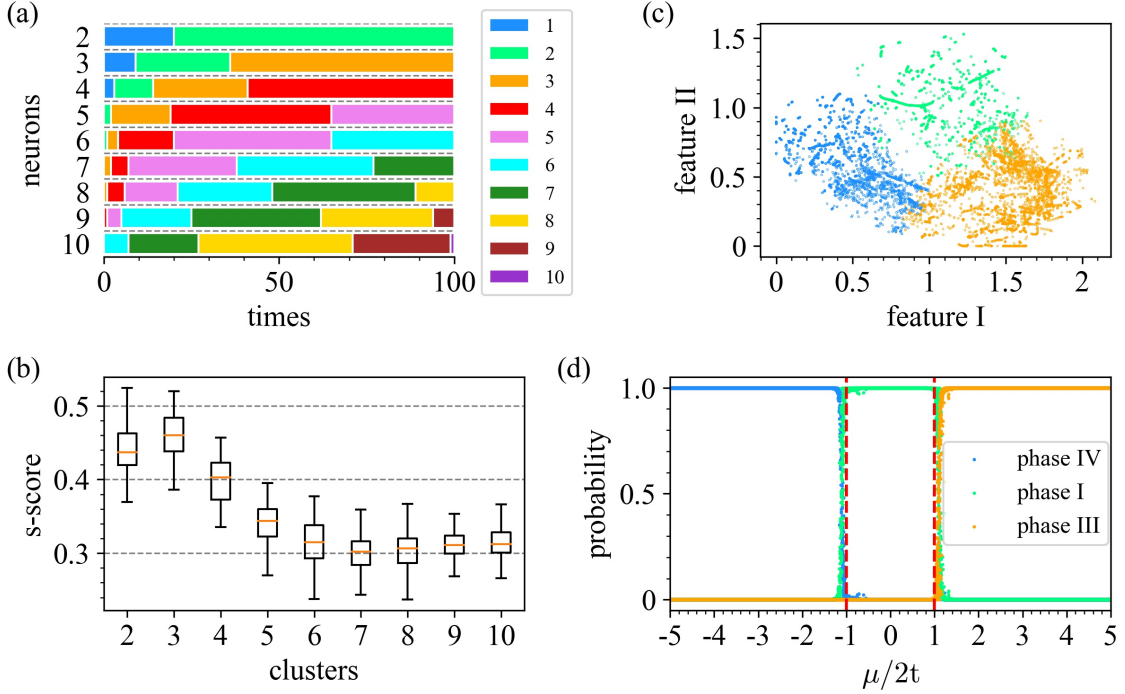 (a)
2
3
4
5
6
7
8
9
10
neurons
0 50 100
times
1
2
3
4
5
6
7
8
9
10
(b)
0.5
0.4
0.3
s-score
2 3 4 5 6 7 8 9 10
clusters
(c)
1.5
1.0
0.5
0
feature II
0 0.5 1 1.5 2
feature I
(d)
1.0
0.5
0
probability
phase IV
phase I
phase III
-5 -4 -3 -2 -1 0 1 2 3 4 5
μ/2t